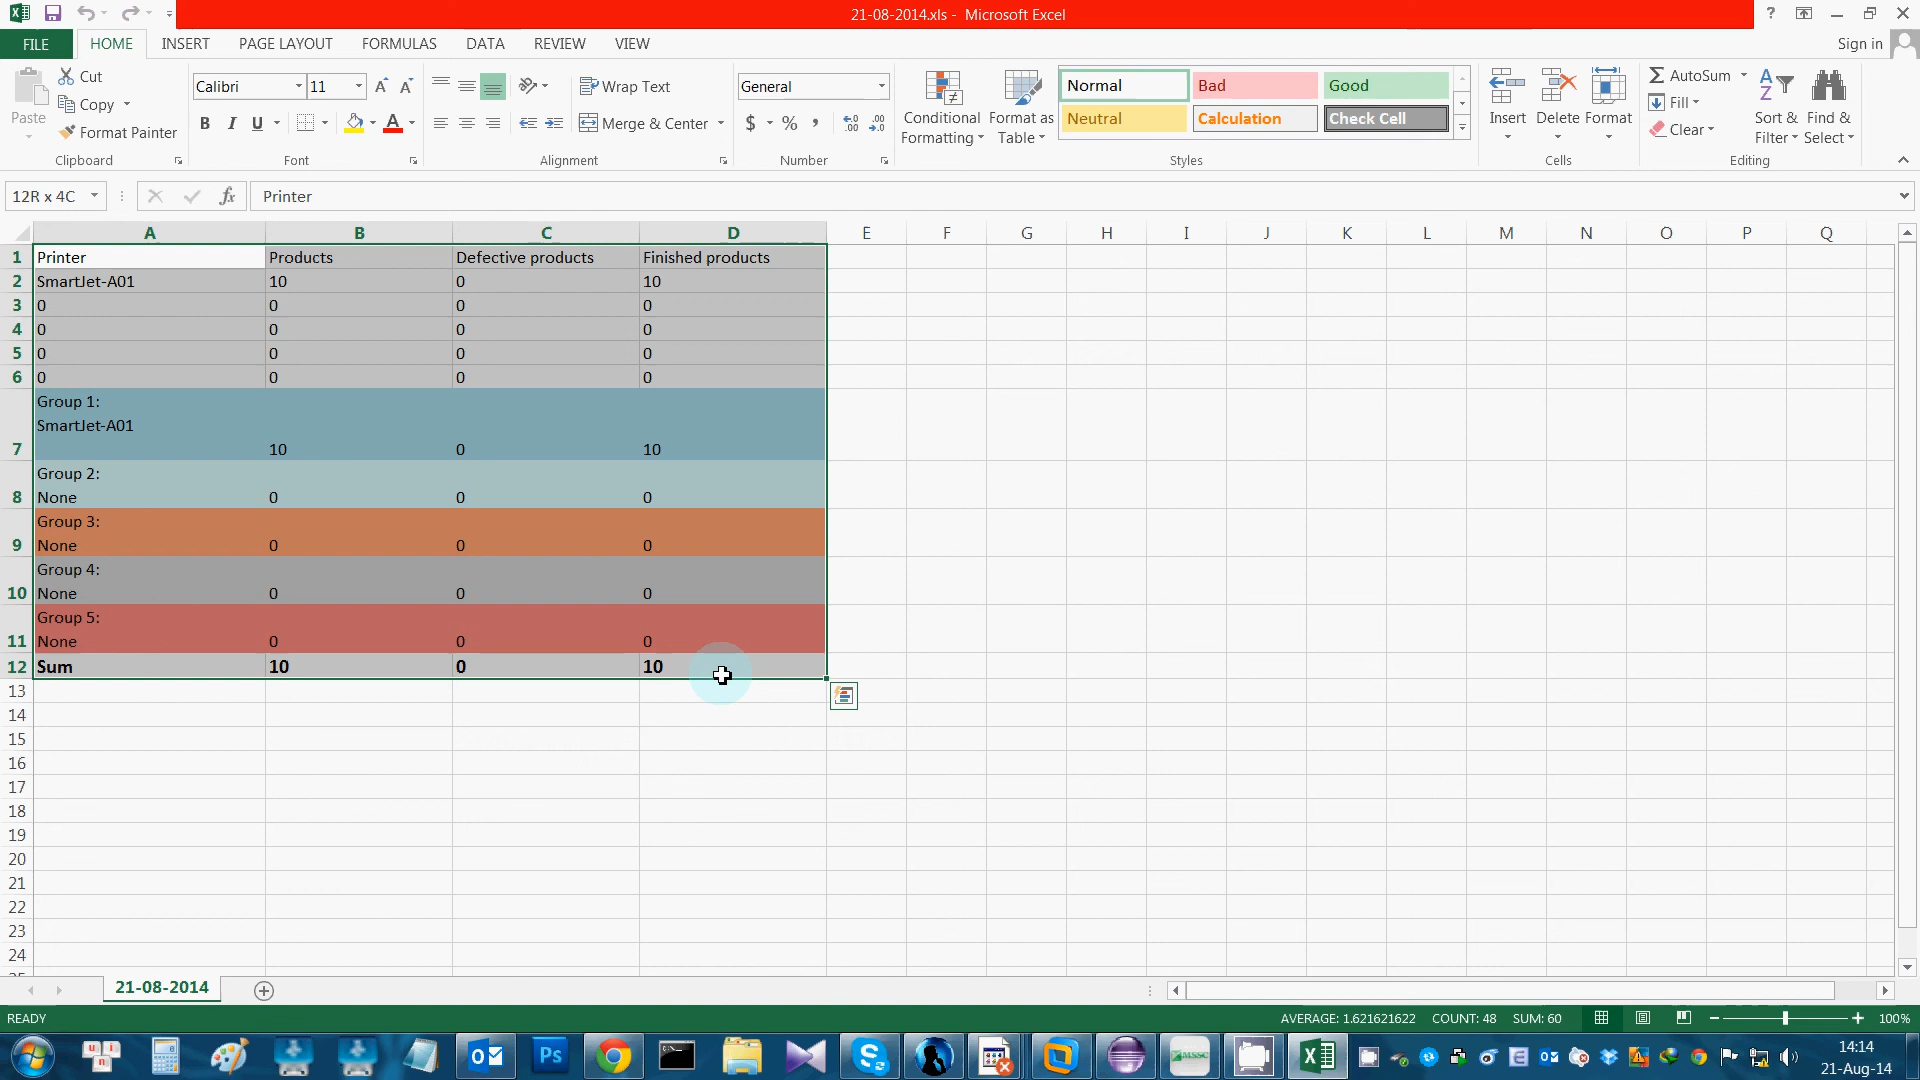 21-08-2014.xls - Microsoft Excel
FILE HOME INSERT PAGE LAYOUT FORMULAS DATA REVIEW VIEW Sign in
Paste
Cut
Copy
Format Painter
Clipboard
Calibri 11
B I U A
Font
Wrap Text
Merge & Center
Alignment
General
$ % ,
Number
Conditional Formatting
Format as Table
Normal Bad Good
Neutral Calculation Check Cell
Styles
Insert Delete Format
Cells
AutoSum
Fill
Clear
Sort & Filter
Find & Select
Editing
12R x 4C fx Printer
A B C D E F G H I J K L M N O P Q
1 Printer Products Defective products Finished products
2 SmartJet-A01 10 0 10
3 0 0 0 0
4 0 0 0 0
5 0 0 0 0
6 0 0 0 0
Group 1:
SmartJet-A01
7 10 0 10
Group 2:
8 None 0 0 0
Group 3:
9 None 0 0 0
Group 4:
10 None 0 0 0
Group 5:
11 None 0 0 0
12 Sum 10 0 10
13
14
15
16
17
18
19
20
21
22
23
24
21-08-2014
READY AVERAGE: 1.621621622 COUNT: 48 SUM: 60 100%
14:14
21-Aug-14